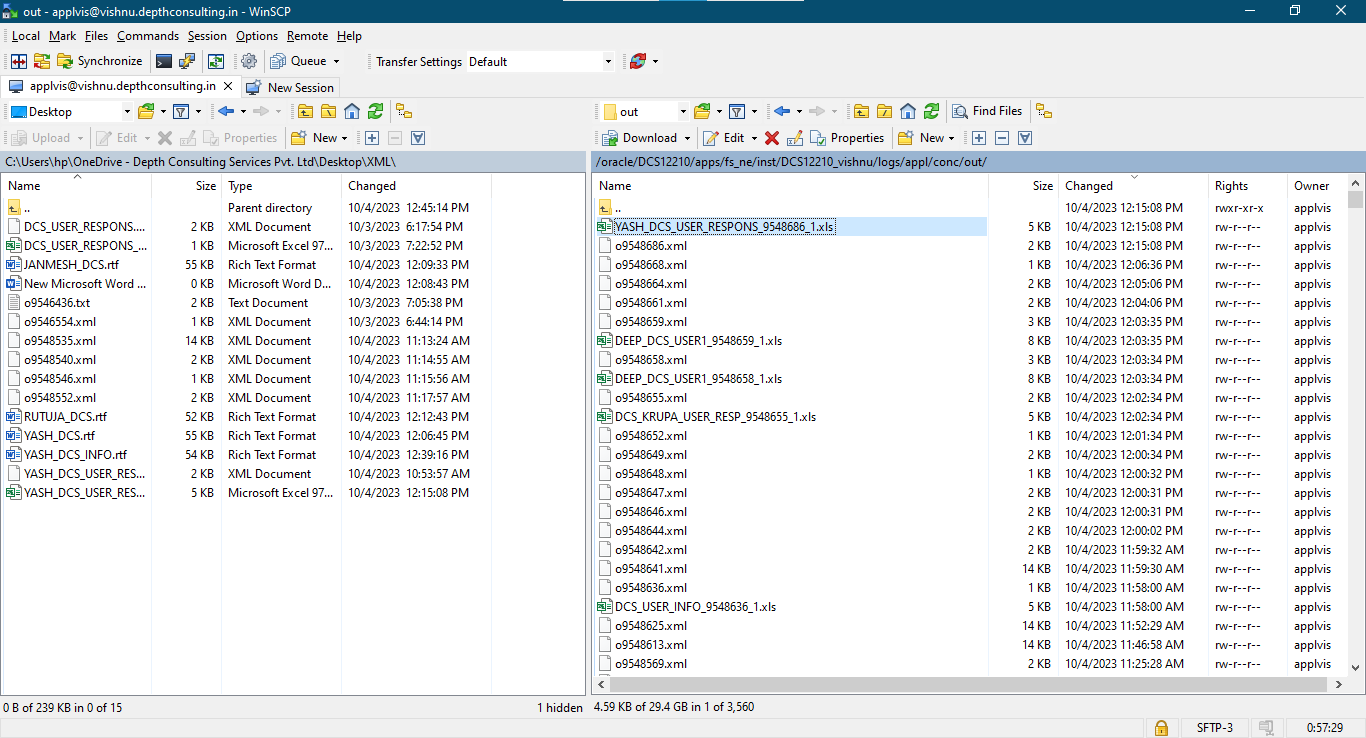 out - applvis@vishnu.depthconsulting.in - WinSCP
Local Mark Files Commands Session Options Remote Help
Synchronize Queue Transfer Settings Default
applvis@vishnu.depthconsulting.in New Session
Desktop
out Find Files
Upload Edit Properties New
Download Edit Properties New
C:\Users\hp\OneDrive - Depth Consulting Services Pvt. Ltd\Desktop\XML\
Name Size Type Changed
.. Parent directory 10/4/2023 12:45:14 PM
DCS_USER_RESPONS.... 2 KB XML Document 10/3/2023 6:17:54 PM
DCS_USER_RESPONS_... 1 KB Microsoft Excel 97... 10/3/2023 7:22:52 PM
JANMESH_DCS.rtf 55 KB Rich Text Format 10/4/2023 12:09:33 PM
New Microsoft Word ... 0 KB Microsoft Word D... 10/4/2023 12:08:43 PM
o9546436.txt 2 KB Text Document 10/3/2023 7:05:38 PM
o9546554.xml 1 KB XML Document 10/3/2023 6:44:14 PM
o9548535.xml 14 KB XML Document 10/4/2023 11:13:24 AM
o9548540.xml 2 KB XML Document 10/4/2023 11:14:55 AM
o9548546.xml 1 KB XML Document 10/4/2023 11:15:56 AM
o9548552.xml 2 KB XML Document 10/4/2023 11:17:57 AM
RUTUJA_DCS.rtf 52 KB Rich Text Format 10/4/2023 12:12:43 PM
YASH_DCS.rtf 55 KB Rich Text Format 10/4/2023 12:06:45 PM
YASH_DCS_INFO.rtf 54 KB Rich Text Format 10/4/2023 12:39:16 PM
YASH_DCS_USER_RES... 2 KB XML Document 10/4/2023 10:53:57 AM
YASH_DCS_USER_RES... 5 KB Microsoft Excel 97... 10/4/2023 12:15:08 PM
0 B of 239 KB in 0 of 15 1 hidden
/oracle/DCS12210/apps/fs_ne/inst/DCS12210_vishnu/logs/appl/conc/out/
Name Size Changed Rights Owner
.. 10/4/2023 12:15:08 PM rwxr-xr-x applvis
YASH_DCS_USER_RESPONS_9548686_1.xls 5 KB 10/4/2023 12:15:08 PM rw-r--r-- applvis
o9548686.xml 2 KB 10/4/2023 12:15:08 PM rw-r--r-- applvis
o9548668.xml 1 KB 10/4/2023 12:06:36 PM rw-r--r-- applvis
o9548664.xml 2 KB 10/4/2023 12:05:06 PM rw-r--r-- applvis
o9548661.xml 2 KB 10/4/2023 12:04:06 PM rw-r--r-- applvis
o9548659.xml 3 KB 10/4/2023 12:03:35 PM rw-r--r-- applvis
DEEP_DCS_USER1_9548659_1.xls 8 KB 10/4/2023 12:03:35 PM rw-r--r-- applvis
o9548658.xml 3 KB 10/4/2023 12:03:34 PM rw-r--r-- applvis
DEEP_DCS_USER1_9548658_1.xls 8 KB 10/4/2023 12:03:34 PM rw-r--r-- applvis
o9548655.xml 2 KB 10/4/2023 12:02:34 PM rw-r--r-- applvis
DCS_KRUPA_USER_RESP_9548655_1.xls 5 KB 10/4/2023 12:02:34 PM rw-r--r-- applvis
o9548652.xml 1 KB 10/4/2023 12:01:34 PM rw-r--r-- applvis
o9548649.xml 2 KB 10/4/2023 12:00:34 PM rw-r--r-- applvis
o9548648.xml 1 KB 10/4/2023 12:00:32 PM rw-r--r-- applvis
o9548647.xml 2 KB 10/4/2023 12:00:31 PM rw-r--r-- applvis
o9548646.xml 2 KB 10/4/2023 12:00:31 PM rw-r--r-- applvis
o9548644.xml 2 KB 10/4/2023 12:00:02 PM rw-r--r-- applvis
o9548642.xml 2 KB 10/4/2023 11:59:32 AM rw-r--r-- applvis
o9548641.xml 14 KB 10/4/2023 11:59:30 AM rw-r--r-- applvis
o9548636.xml 1 KB 10/4/2023 11:58:00 AM rw-r--r-- applvis
DCS_USER_INFO_9548636_1.xls 5 KB 10/4/2023 11:58:00 AM rw-r--r-- applvis
o9548625.xml 14 KB 10/4/2023 11:52:29 AM rw-r--r-- applvis
o9548613.xml 14 KB 10/4/2023 11:46:58 AM rw-r--r-- applvis
o9548569.xml 2 KB 10/4/2023 11:25:28 AM rw-r--r-- applvis
4.59 KB of 29.4 GB in 1 of 3,560
SFTP-3 0:57:29